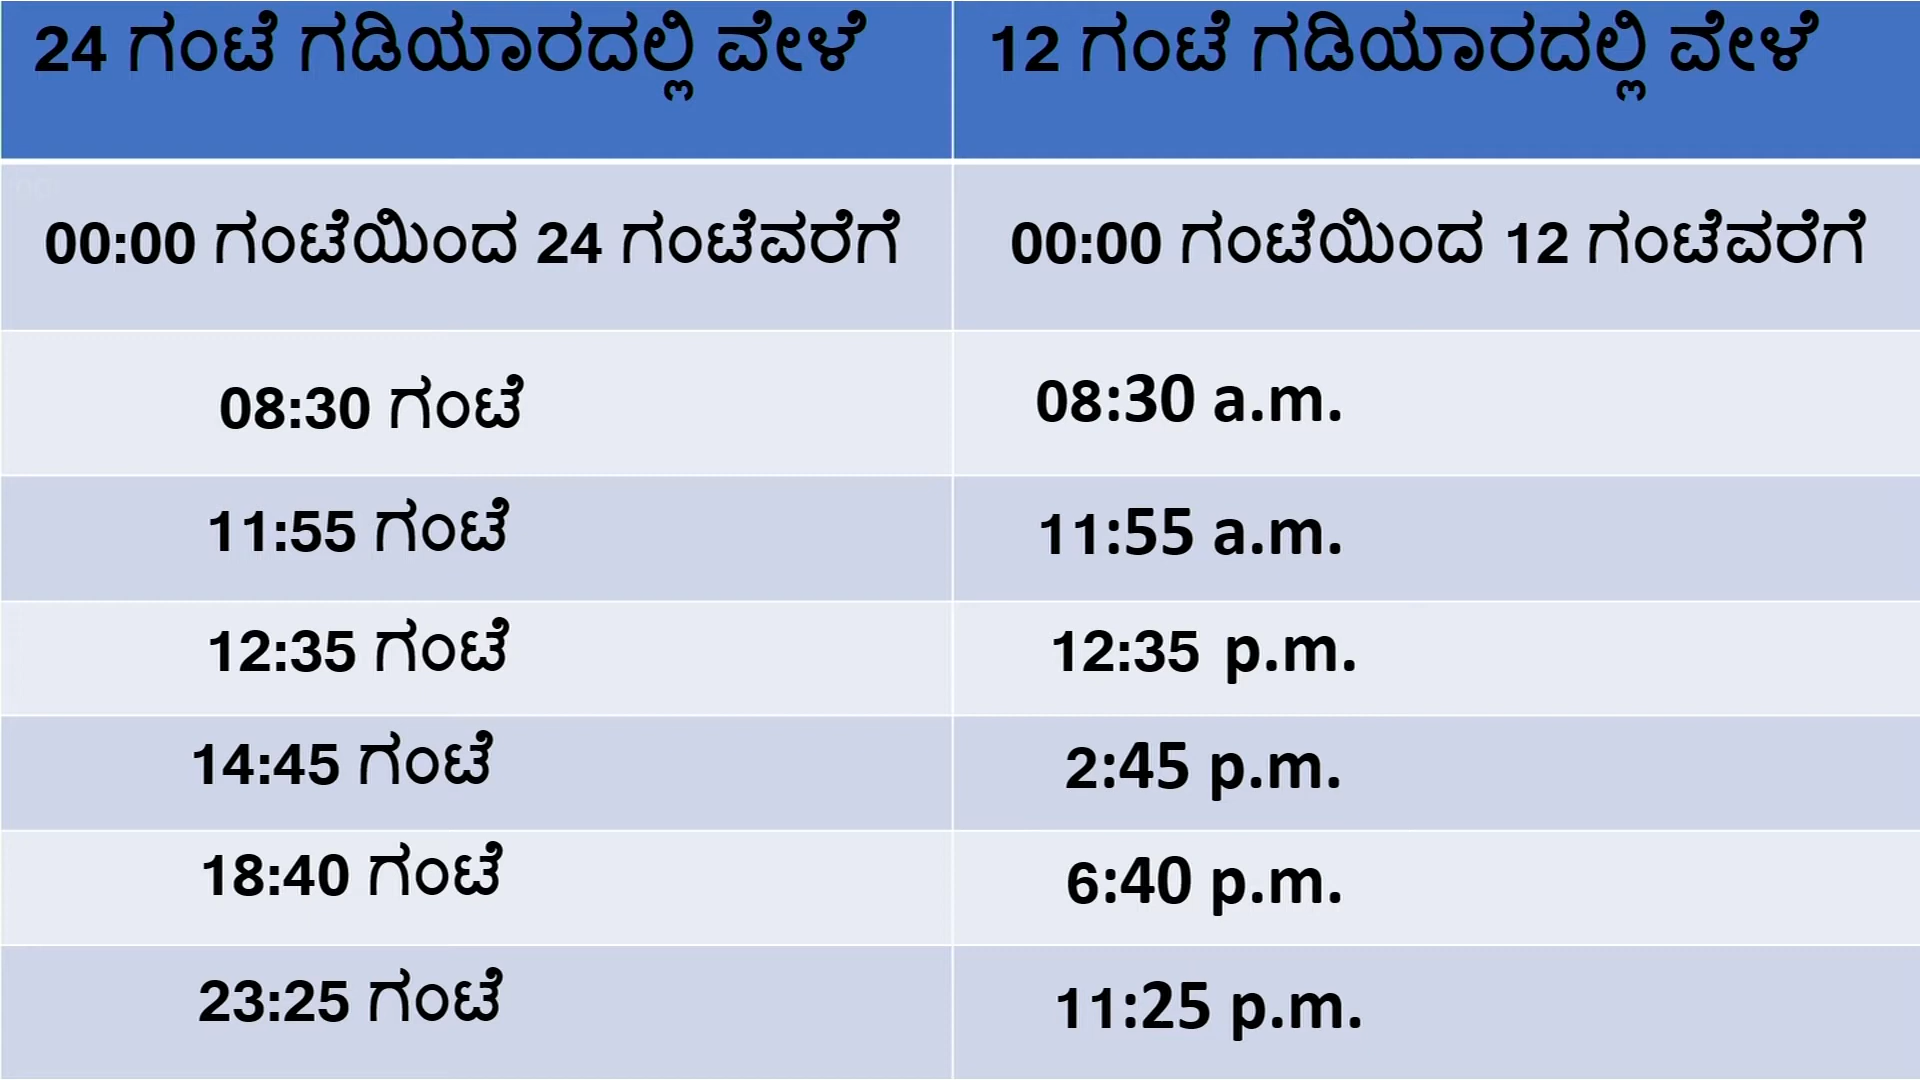 24 ಗಂಟೆ ಗಡಿಯಾರದಲ್ಲಿ ವೇಳೆ 12 ಗಂಟೆ ಗಡಿಯಾರದಲ್ಲಿ ವೇಳೆ
00:00 ಗಂಟೆಯಿಂದ 24 ಗಂಟೆವರೆಗೆ 00:00 ಗಂಟೆಯಿಂದ 12 ಗಂಟೆವರೆಗೆ
08:30 ಗಂಟೆ 08:30 a.m.
11:55 ಗಂಟೆ 11:55 a.m.
12:35 ಗಂಟೆ 12:35 p.m.
14:45 ಗಂಟೆ 2:45 p.m.
18:40 ಗಂಟೆ 6:40 p.m.
23:25 ಗಂಟೆ 11:25 p.m.